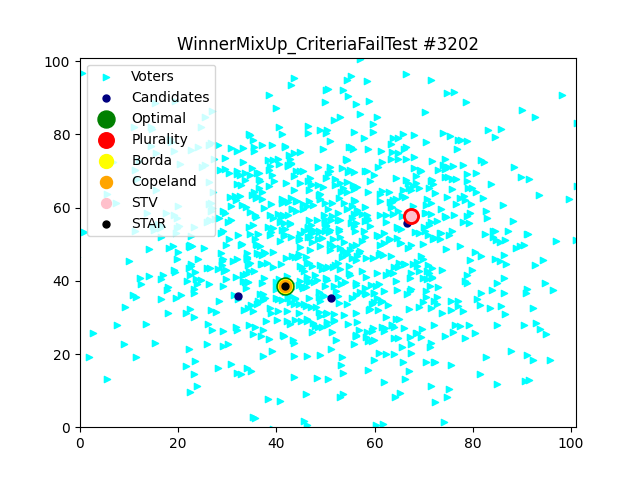 WinnerMixUp_CriteriaFailTest #3202
100
80
60
40
20
0
Voters
Candidates
Optimal
Plurality
Borda
Copeland
STV
STAR
0 20 40 60 80 100